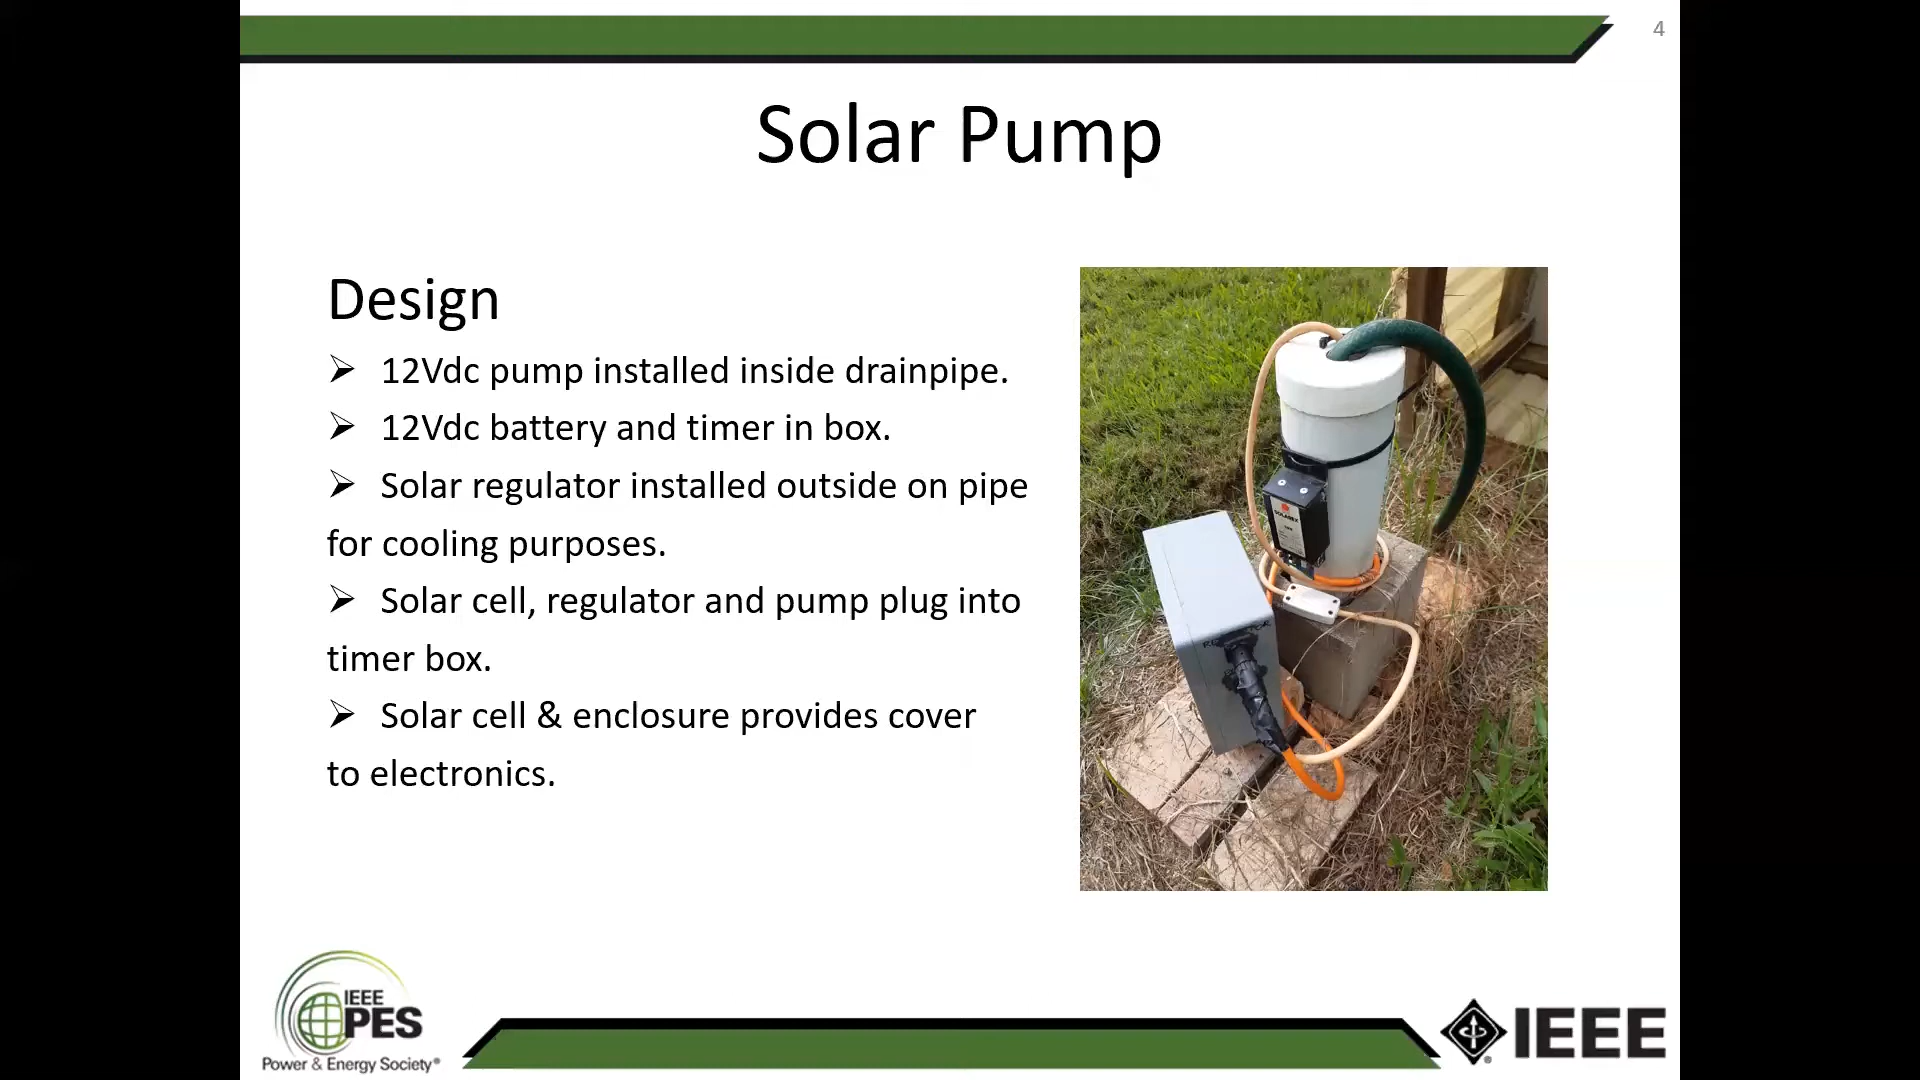 4
Solar Pump
Design
➢ 12Vdc pump installed inside drainpipe.
➢ 12Vdc battery and timer in box.
➢ Solar regulator installed outside on pipe
for cooling purposes.
➢ Solar cell, regulator and pump plug into
timer box.
➢ Solar cell & enclosure provides cover
to electronics.
SOLAREX
IEEE
PES
Power & Energy Society®
IEEE